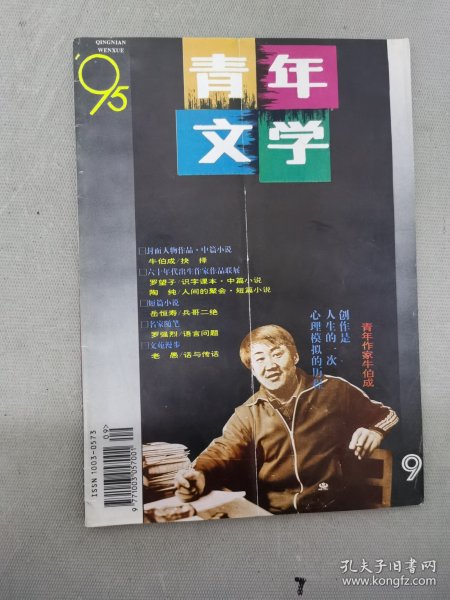 QINGNIAN
WENXUE
'95
青年
文学
□封面人物作品·中篇小说
牛伯成/抉 择
□六十年代出生作家作品联展
罗望子/识字课本·中篇小说
陶 纯/人间的聚会·短篇小说
□短篇小说
岳恒寿/兵哥二绝
□名家随笔
罗强烈/语言问题
□文苑漫步
老 愚/话与传话
创作是
人生的一次
心理模拟的历程
青年作家牛伯成
ISSN 1003-0573
09>
9 771003 057001
9
孔夫子旧书网
www.kongfz.com